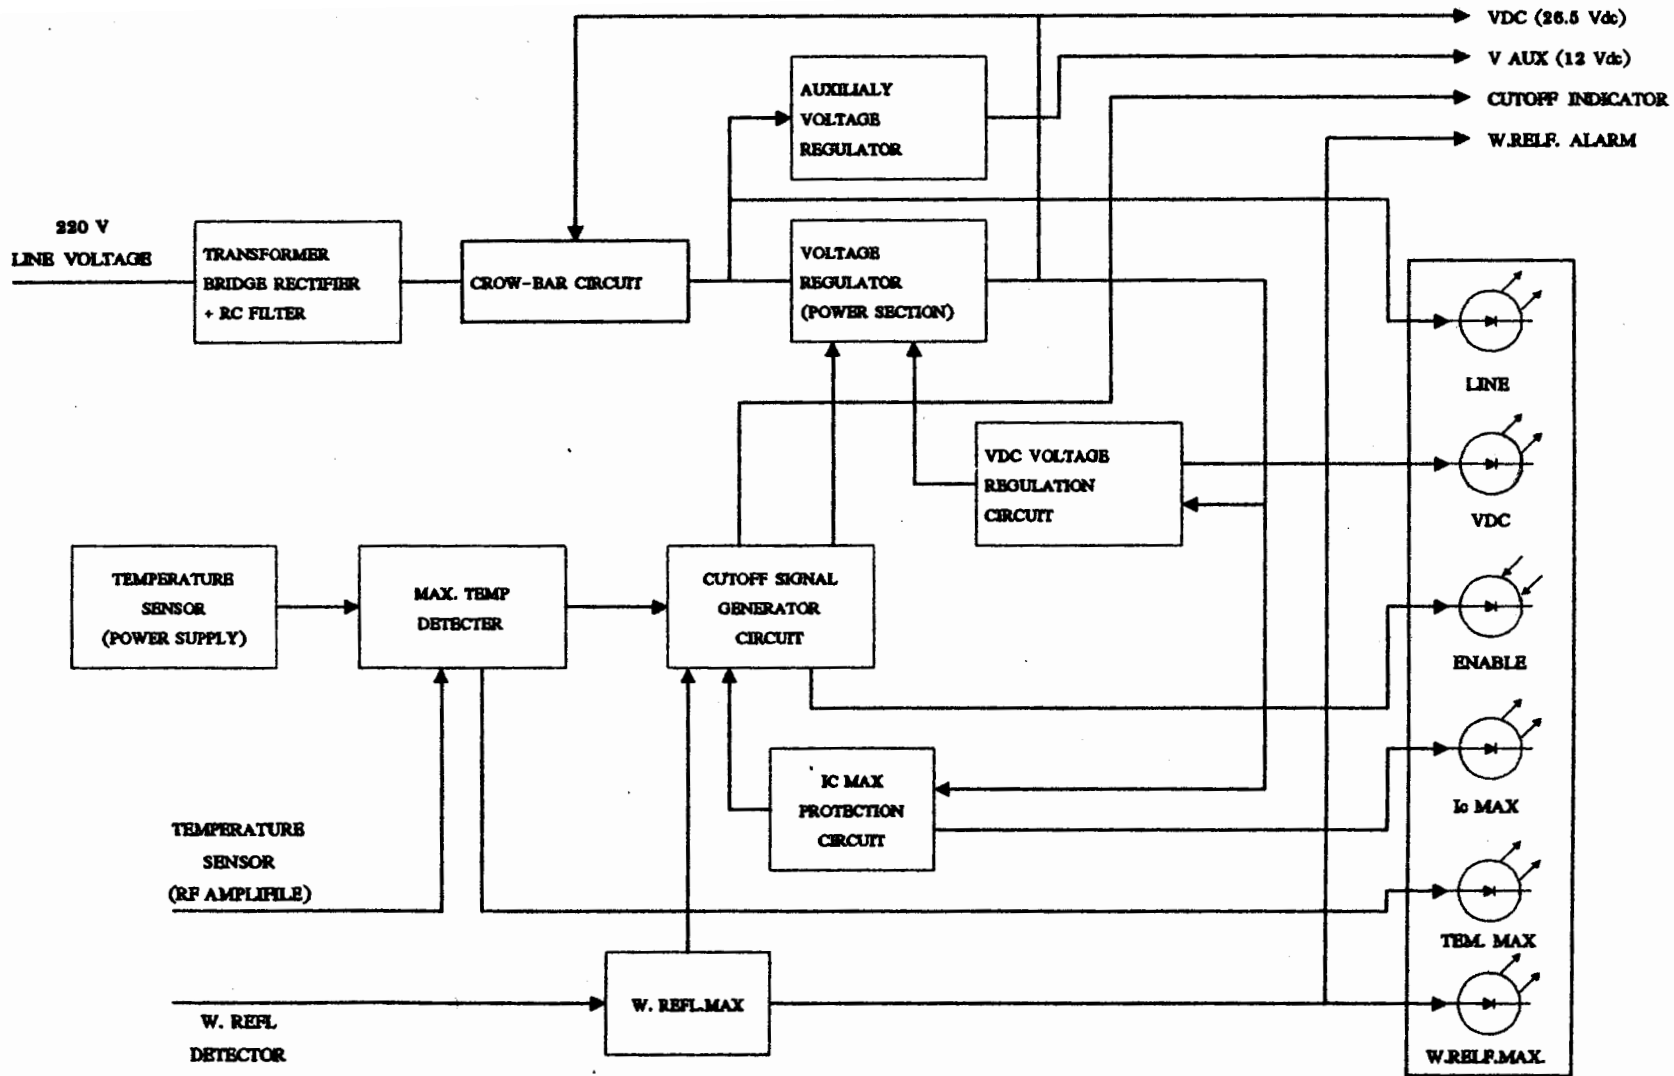 VDC (26.5 Vdc)
V AUX (12 Vdc)
CUTOFF INDICATOR
W.RELF. ALARM
AUXILIALY
VOLTAGE
REGULATOR
220 V
LINE VOLTAGE
TRANSFORMER
BRIDGE RECTIFIER
+ RC FILTER
CROW-BAR CIRCUIT
VOLTAGE
REGULATOR
(POWER SECTION)
LINE
VDC VOLTAGE
REGULATION
CIRCUIT
VDC
TEMPERATURE
SENSOR
(POWER SUPPLY)
MAX. TEMP
DETECTER
CUTOFF SIGNAL
GENERATOR
CIRCUIT
ENABLE
IC MAX
PROTECTION
CIRCUIT
Ic MAX
TEMPERATURE
SENSOR
(RF AMPLIFILE)
TEM. MAX
W. REFL.MAX
W. REFL
DETECTOR
W.RELF.MAX.